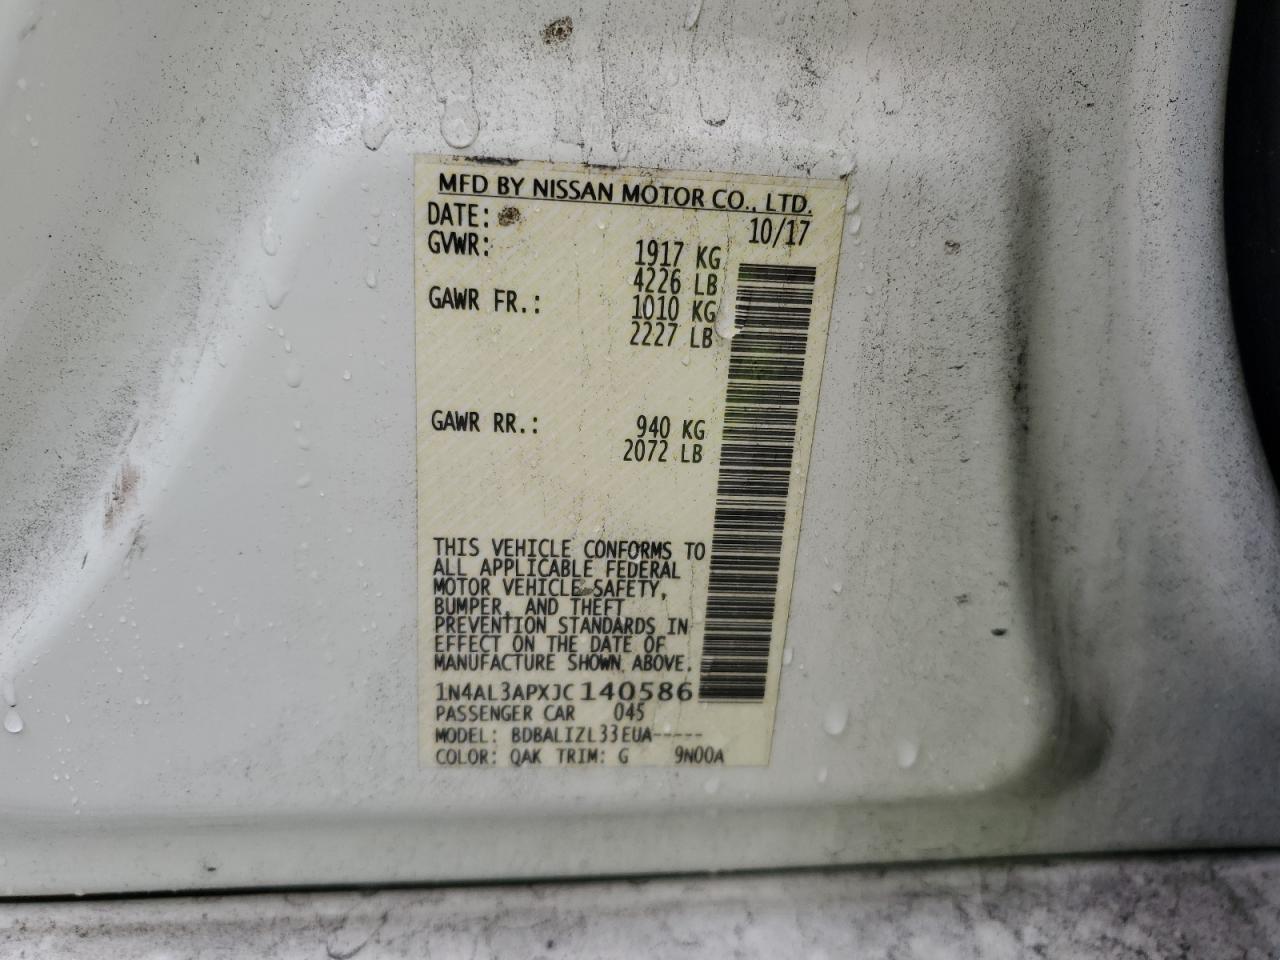 MFD BY NISSAN MOTOR CO., LTD.
DATE: 10/17
GVWR: 1917 KG
4226 LB
GAWR FR.: 1010 KG
2227 LB
GAWR RR.: 940 KG
2072 LB
THIS VEHICLE CONFORMS TO
ALL APPLICABLE FEDERAL
MOTOR VEHICLE SAFETY,
BUMPER, AND THEFT
PREVENTION STANDARDS IN
EFFECT ON THE DATE OF
MANUFACTURE SHOWN ABOVE.
1N4AL3APXJC140586
PASSENGER CAR 045
MODEL: BDBALIZL33EUA-----
COLOR: QAK TRIM: G 9N00A